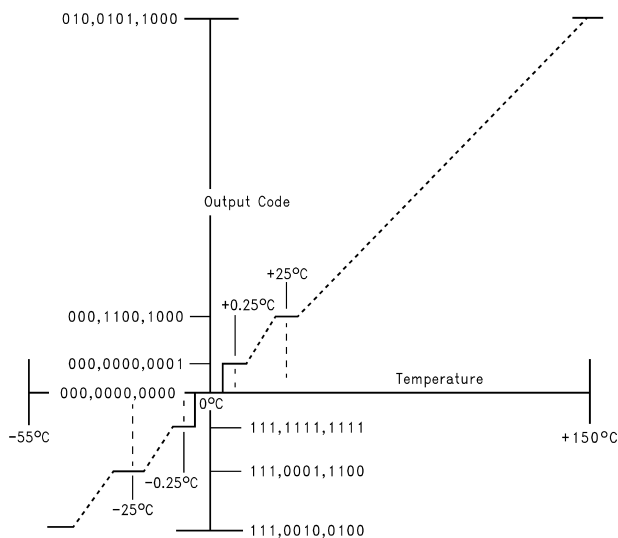 010,0101,1000
Output Code
+25°C
+0.25°C
000,1100,1000
000,0000,0001
Temperature
000,0000,0000
0°C
-55°C
+150°C
111,1111,1111
-0.25°C
111,0001,1100
-25°C
111,0010,0100